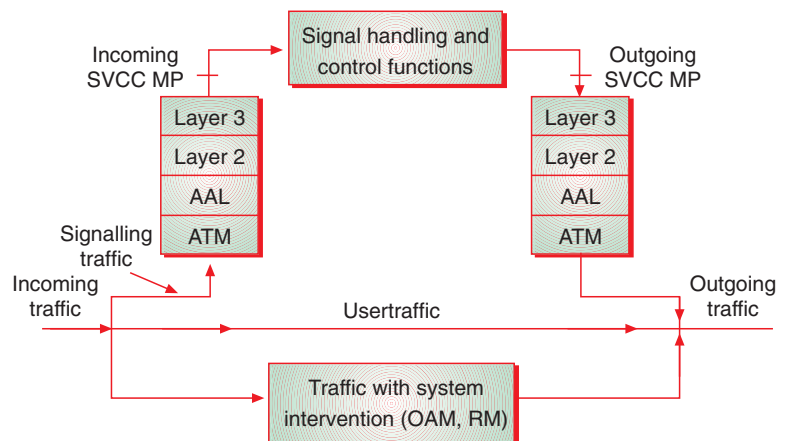 Incoming
SVCC MP
Signal handling and
control functions
Outgoing
SVCC MP
Layer 3
Layer 2
AAL
ATM
Layer 3
Layer 2
AAL
ATM
Signalling
traffic
Incoming
traffic
Usertraffic
Outgoing
traffic
Traffic with system
intervention (OAM, RM)